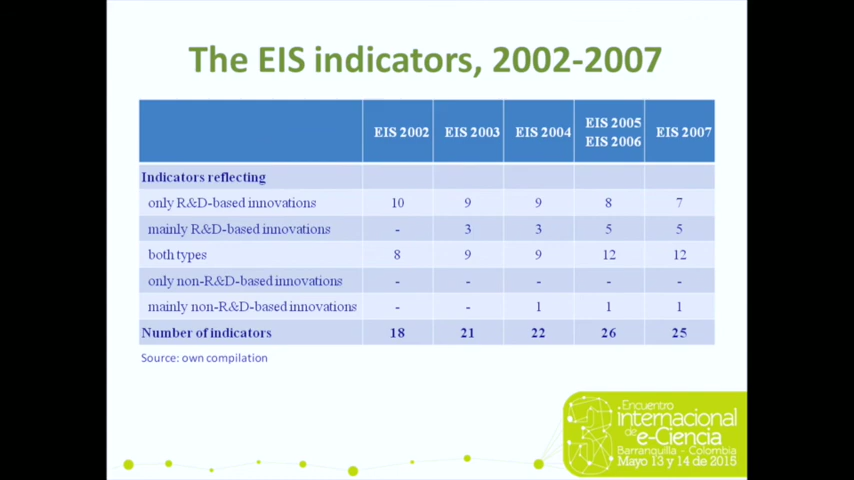 The EIS indicators, 2002-2007
EIS 2002 EIS 2003 EIS 2004 EIS 2005 EIS 2006 EIS 2007
Indicators reflecting
only R&D-based innovations 10 9 9 8 7
mainly R&D-based innovations - 3 3 5 5
both types 8 9 9 12 12
only non-R&D-based innovations - - - - -
mainly non-R&D-based innovations - - 1 1 1
Number of indicators 18 21 22 26 25
Source: own compilation
3 Encuentro
internacional
de e-Ciencia
Barranquilla - Colombia
Mayo 13 y 14 de 2015